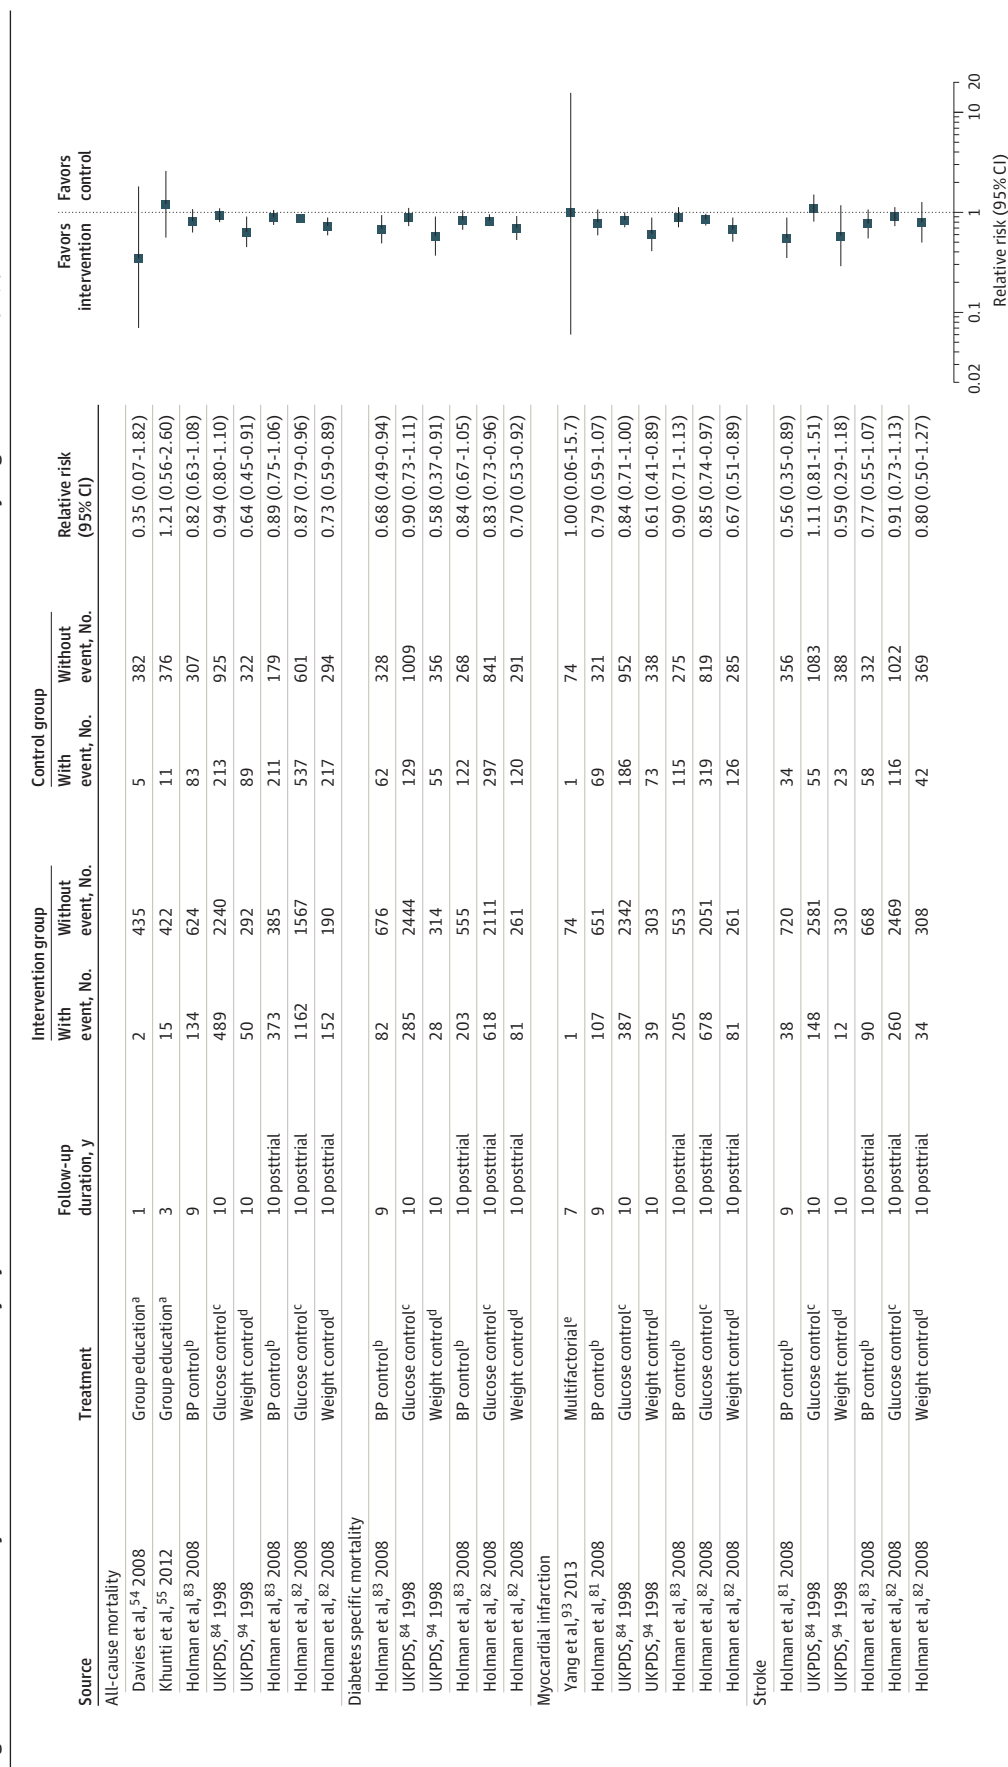 Intervention group Control group Favors intervention Favors control
Source Treatment Follow-up duration, y With event, No. Without event, No. With event, No. Without event, No. Relative risk (95% CI)
All-cause mortality
Davies et al,54 2008 Group educationa 1 2 435 5 382 0.35 (0.07-1.82)
Khunti et al,55 2012 Group educationa 3 15 422 11 376 1.21 (0.56-2.60)
Holman et al,83 2008 BP controlb 9 134 624 83 307 0.82 (0.63-1.08)
UKPDS,84 1998 Glucose controlc 10 489 2240 213 925 0.94 (0.80-1.10)
UKPDS,94 1998 Weight controld 10 50 292 89 322 0.64 (0.45-0.91)
Holman et al,83 2008 BP controlb 10 posttrial 373 385 211 179 0.89 (0.75-1.06)
Holman et al,82 2008 Glucose controlc 10 posttrial 1162 1567 537 601 0.87 (0.79-0.96)
Holman et al,82 2008 Weight controld 10 posttrial 152 190 217 294 0.73 (0.59-0.89)
Diabetes specific mortality
Holman et al,83 2008 BP controlb 9 82 676 62 328 0.68 (0.49-0.94)
UKPDS,84 1998 Glucose controlc 10 285 2444 129 1009 0.90 (0.73-1.11)
UKPDS,94 1998 Weight controld 10 28 314 55 356 0.58 (0.37-0.91)
Holman et al,83 2008 BP controlb 10 posttrial 203 555 122 268 0.84 (0.67-1.05)
Holman et al,82 2008 Glucose controlc 10 posttrial 618 2111 297 841 0.83 (0.73-0.96)
Holman et al,82 2008 Weight controld 10 posttrial 81 261 120 291 0.70 (0.53-0.92)
Myocardial infarction
Yang et al,93 2013 Multifactoriale 7 1 74 1 74 1.00 (0.06-15.7)
Holman et al,81 2008 BP controlb 9 107 651 69 321 0.79 (0.59-1.07)
UKPDS,84 1998 Glucose controlc 10 387 2342 186 952 0.84 (0.71-1.00)
UKPDS,94 1998 Weight controld 10 39 303 73 338 0.61 (0.41-0.89)
Holman et al,83 2008 BP controlb 10 posttrial 205 553 115 275 0.90 (0.71-1.13)
Holman et al,82 2008 Glucose controlc 10 posttrial 678 2051 319 819 0.85 (0.74-0.97)
Holman et al,82 2008 Weight controld 10 posttrial 81 261 126 285 0.67 (0.51-0.89)
Stroke
Holman et al,81 2008 BP controlb 9 38 720 34 356 0.56 (0.35-0.89)
UKPDS,84 1998 Glucose controlc 10 148 2581 55 1083 1.11 (0.81-1.51)
UKPDS,94 1998 Weight controld 10 12 330 23 388 0.59 (0.29-1.18)
Holman et al,83 2008 BP controlb 10 posttrial 90 668 58 332 0.77 (0.55-1.07)
Holman et al,82 2008 Glucose controlc 10 posttrial 260 2469 116 1022 0.91 (0.73-1.13)
Holman et al,82 2008 Weight controld 10 posttrial 34 308 42 369 0.80 (0.50-1.27)
0.02 0.1 1 10 20
Relative risk (95% CI)